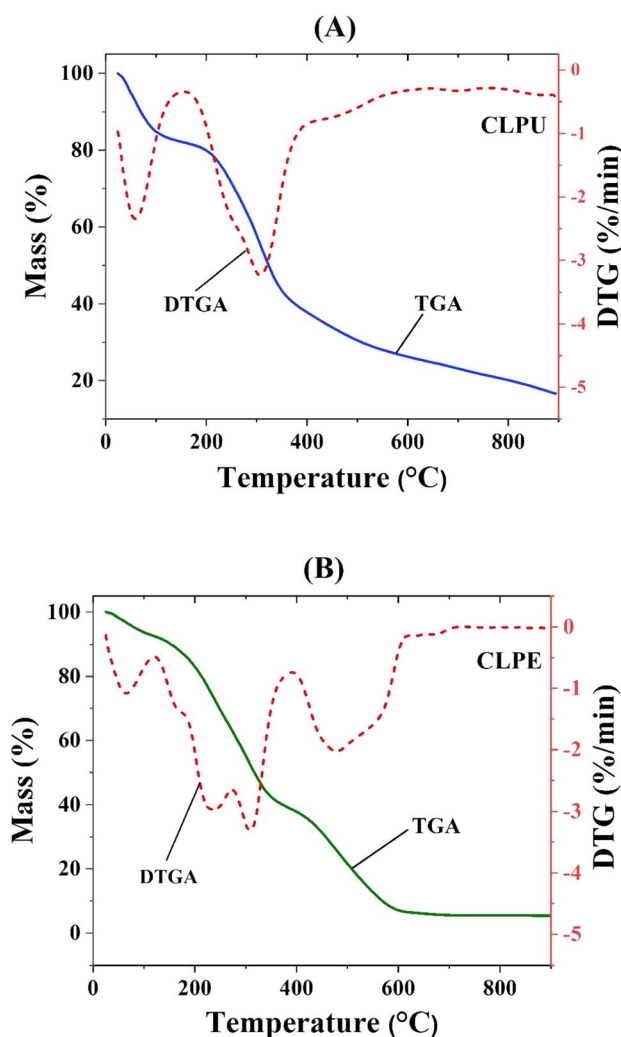 (A)
100
80
60
40
20
Mass (%)
0
-1
-2
-3
-4
-5
DTG (%/min)
CLPU
DTGA
TGA
0 200 400 600 800
Temperature (°C)
(B)
100
80
60
40
20
0
Mass (%)
0
-1
-2
-3
-4
-5
DTG (%/min)
CLPE
TGA
DTGA
0 200 400 600 800
Temperature (°C)